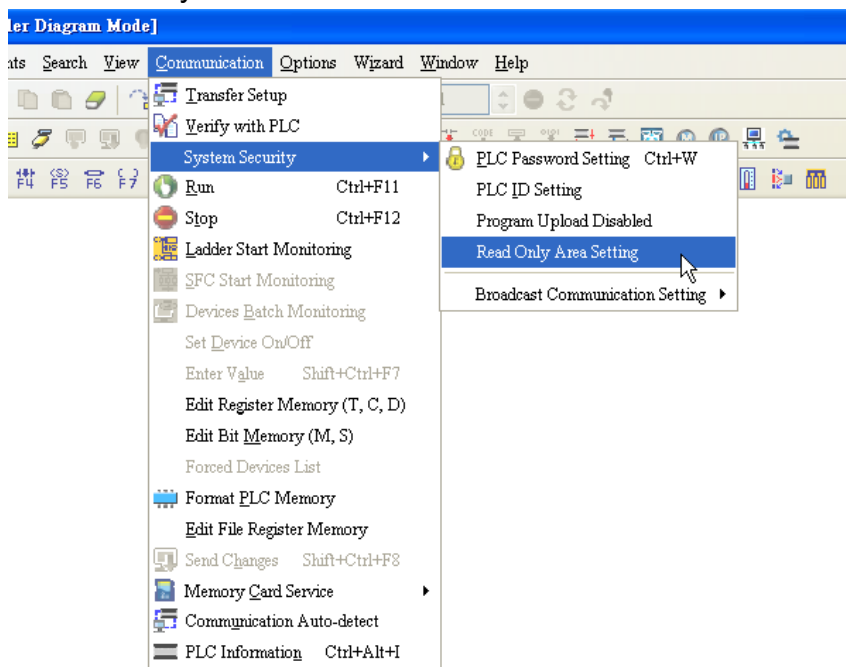 ler Diagram Mode]
nts Search View Communication Options Wizard Window Help
Transfer Setup
Verify with PLC
System Security
Run Ctrl+F11
Stop Ctrl+F12
Ladder Start Monitoring
SFC Start Monitoring
Devices Batch Monitoring
Set Device On/Off
Enter Value Shift+Ctrl+F7
Edit Register Memory (T, C, D)
Edit Bit Memory (M, S)
Forced Devices List
Format PLC Memory
Edit File Register Memory
Send Changes Shift+Ctrl+F8
Memory Card Service
Communication Auto-detect
PLC Information Ctrl+Alt+I
PLC Password Setting Ctrl+W
PLC ID Setting
Program Upload Disabled
Read Only Area Setting
Broadcast Communication Setting
CODE
F4 F5 F6 F7